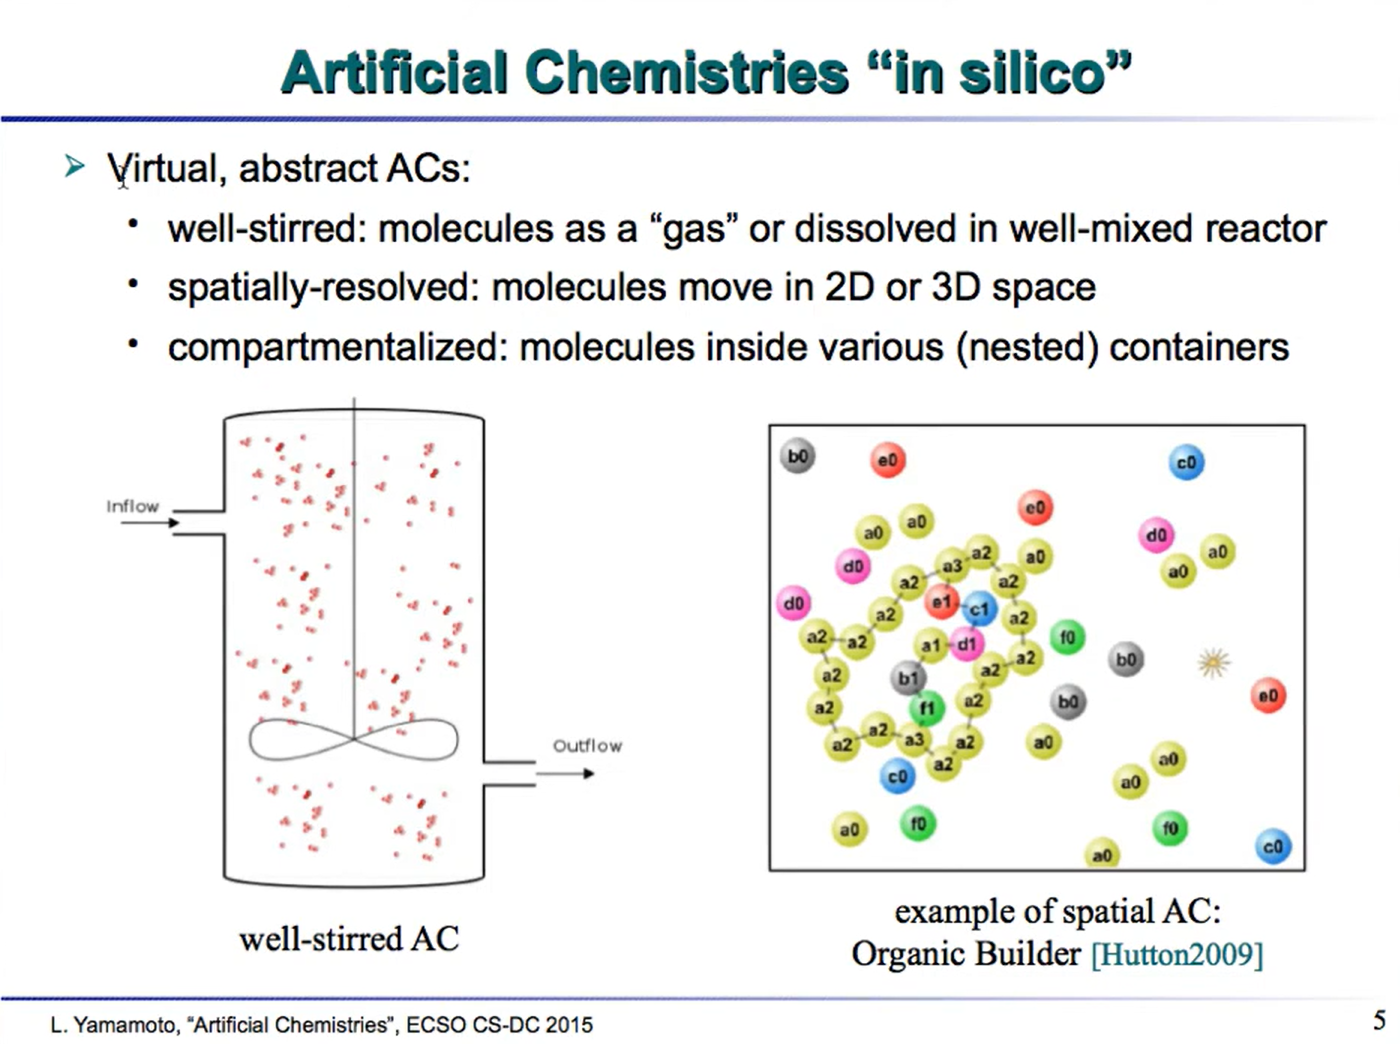 Artificial Chemistries “in silico”
Virtual, abstract ACs:
well-stirred: molecules as a “gas” or dissolved in well-mixed reactor
spatially-resolved: molecules move in 2D or 3D space
compartmentalized: molecules inside various (nested) containers
Inflow
Outflow
well-stirred AC
b0 e0 c0
e0
a0 a0 d0
a0
a2 a0
a3
d0 a0
a2 a2
e1 c1
d0
a2 a2
a2 a2 f0
a1 d1
a2 b0
a2 b1 a2
e0
a2 f1 a2 b0
a2 a2 a3 a2 a0
a2 a0
c0 a0
a0 f0 f0
a0 c0
example of spatial AC:
Organic Builder [Hutton2009]
L. Yamamoto, “Artificial Chemistries”, ECSO CS-DC 2015
5